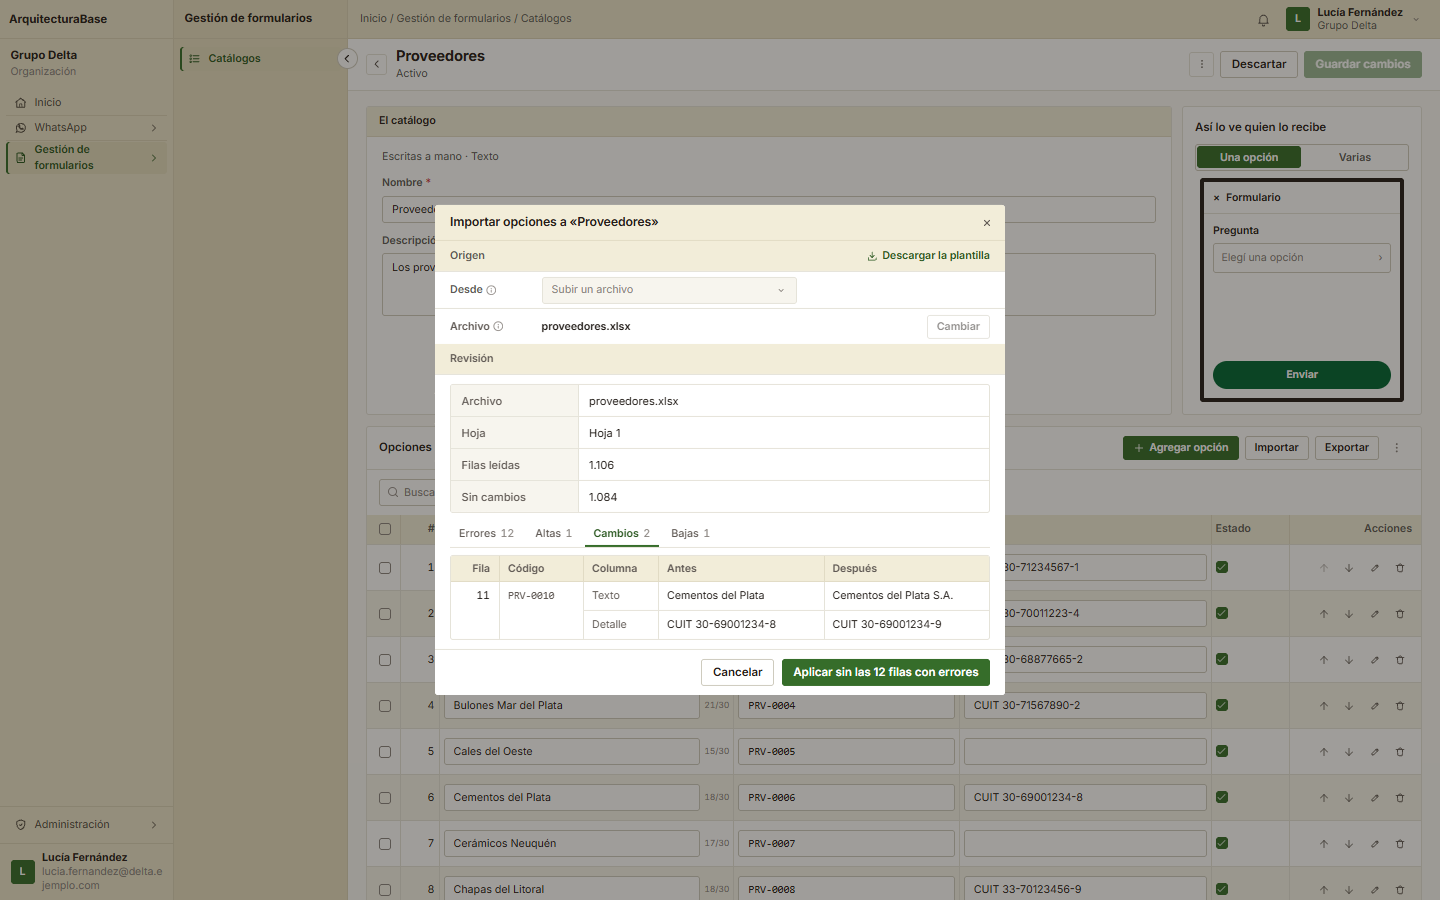 ArquitecturaBase
Grupo Delta
Organización
Inicio
WhatsApp
Gestión de
formularios
Administración
L
Lucía Fernández
lucia.fernandez@delta.e
jemplo.com
Gestión de formularios
Catálogos
Inicio / Gestión de formularios / Catálogos
L
Lucía Fernández
Grupo Delta
Proveedores
Activo
Descartar
Guardar cambios
El catálogo
Escritas a mano · Texto
Nombre *
Proveed
Descripció
Los prov
Así lo ve quien lo recibe
Una opción
Varias
× Formulario
Pregunta
Elegí una opción
Enviar
Importar opciones a «Proveedores»
×
Origen
Descargar la plantilla
Desde
Subir un archivo
Archivo
proveedores.xlsx
Cambiar
Revisión
Archivo
proveedores.xlsx
Hoja
Hoja 1
Filas leídas
1.106
Sin cambios
1.084
Errores 12
Altas 1
Cambios 2
Bajas 1
Fila Código Columna Antes Después
11 PRV-0010 Texto Cementos del Plata Cementos del Plata S.A.
Detalle CUIT 30-69001234-8 CUIT 30-69001234-9
Cancelar
Aplicar sin las 12 filas con errores
Opciones
Agregar opción
Importar
Exportar
Busca
# Estado Acciones
1 30-71234567-1
2 30-70011223-4
3 30-68877665-2
4 Bulones Mar del Plata 21/30 PRV-0004 CUIT 30-71567890-2
5 Cales del Oeste 15/30 PRV-0005
6 Cementos del Plata 18/30 PRV-0006 CUIT 30-69001234-8
7 Cerámicos Neuquén 17/30 PRV-0007
8 Chapas del Litoral 18/30 PRV-0008 CUIT 33-70123456-9